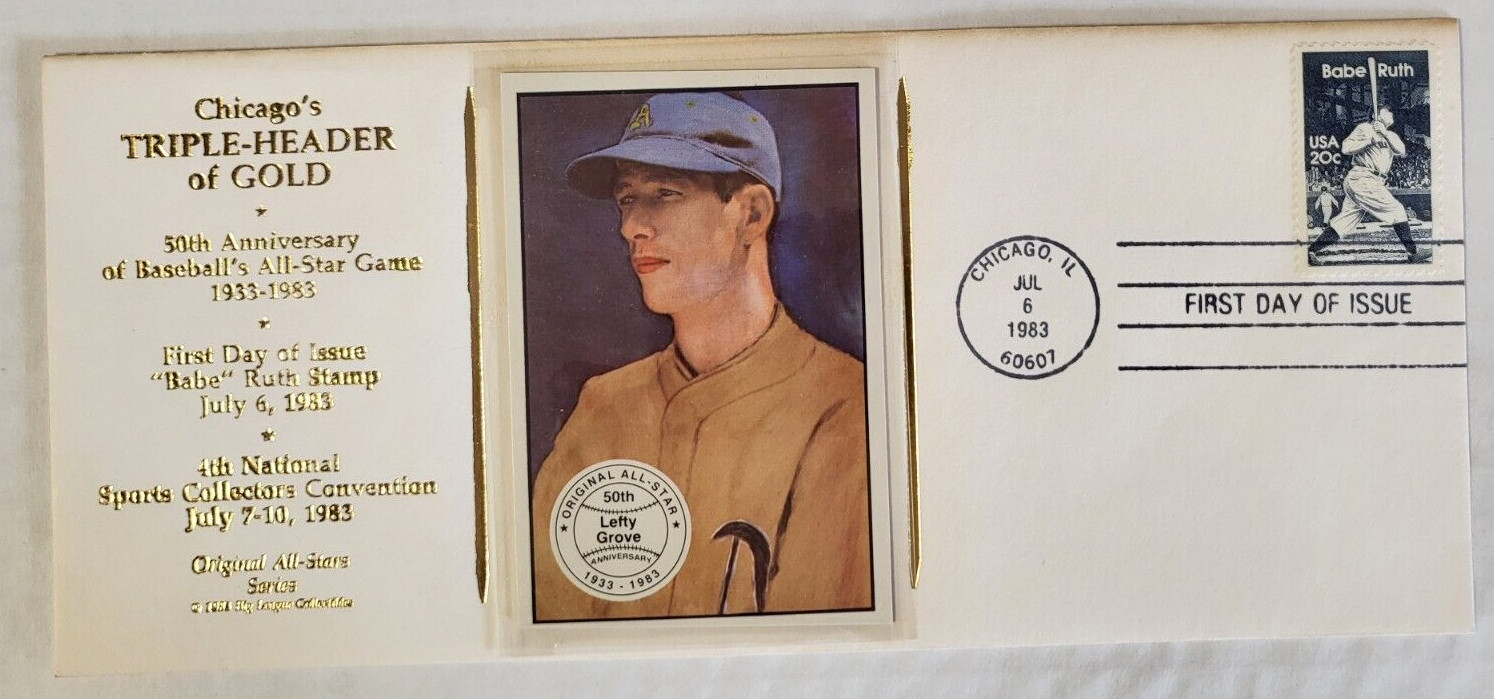 Chicago's
TRIPLE-HEADER
of GOLD
50th Anniversary
of Baseball's All-Star Game
1933-1983
First Day of Issue
"Babe" Ruth Stamp
July 6, 1983
4th National
Sports Collectors Convention
July 7-10, 1983
Original All-Stars
Series
Collectibles
A
ORIGINAL ALL-STAR
50th
Lefty
Grove
ANNIVERSARY
1933 - 1983
A
Babe Ruth
USA
20c
CHICAGO, IL
JUL
6
1983
60607
FIRST DAY OF ISSUE